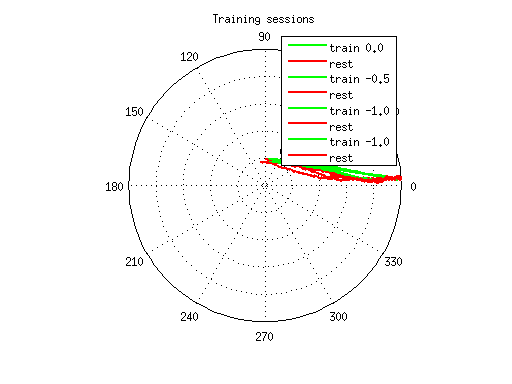 Training sessions
90
120
150
180
210
240
270
300
330
0
train 0.0
rest
train -0.5
rest
train -1.0
rest
train -1.0
rest